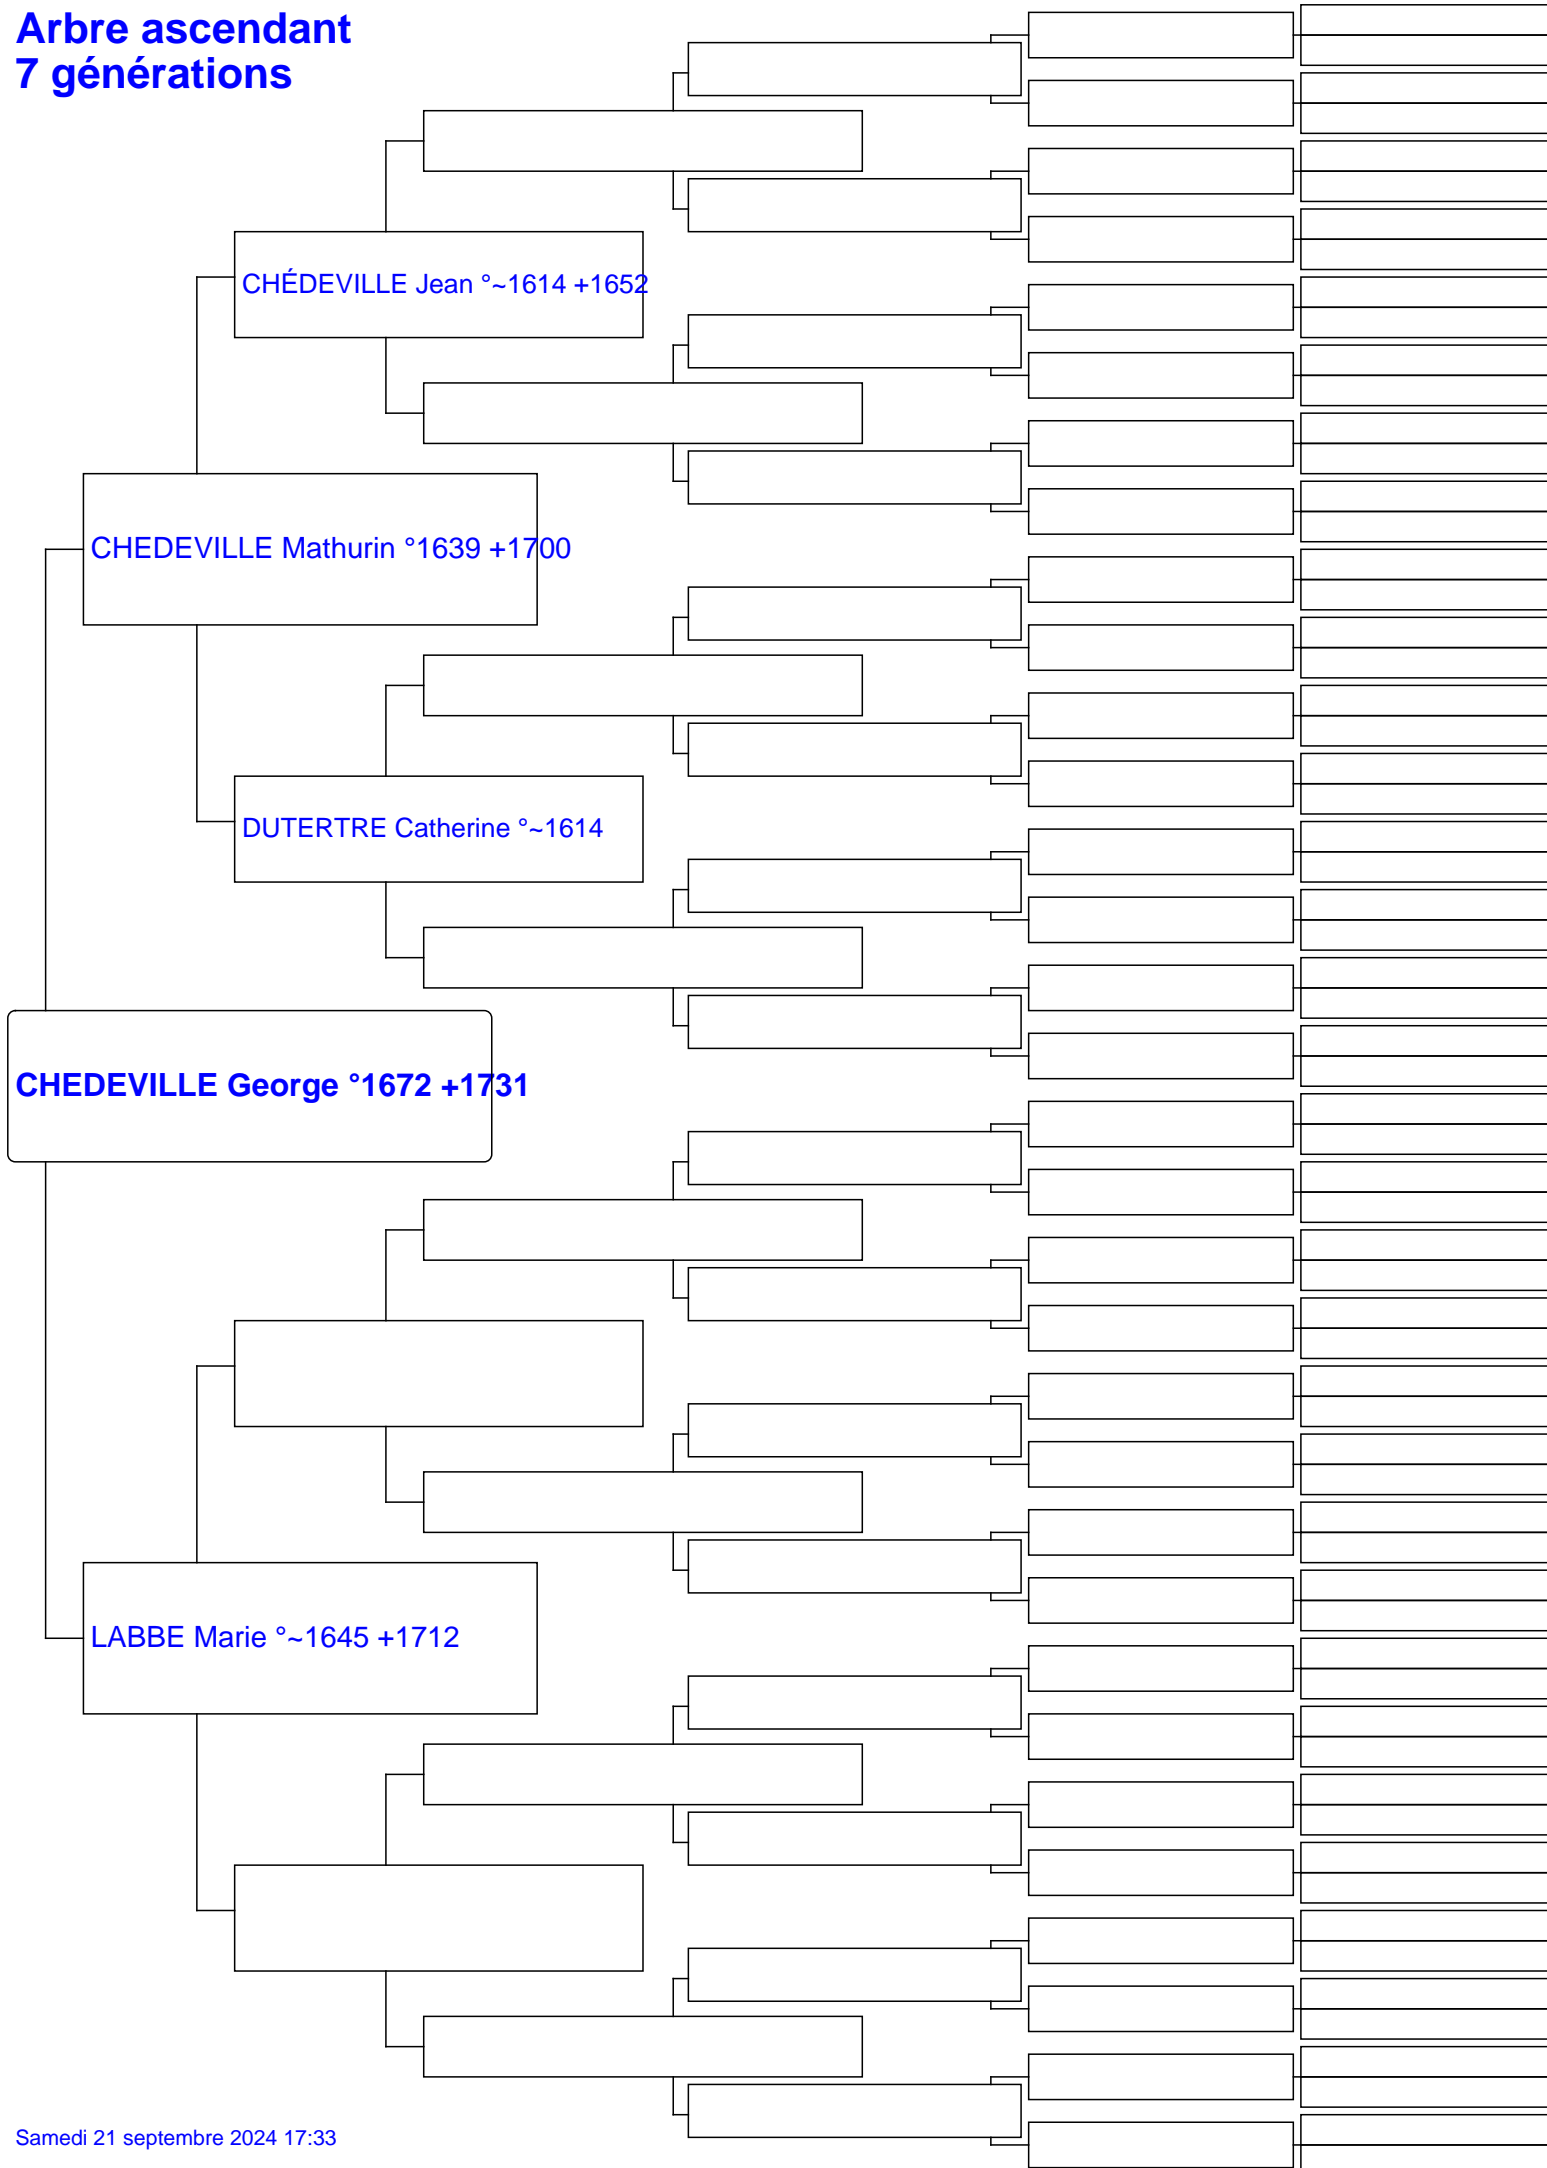 Arbre ascendant
7 générations
CHÉDEVILLE Jean °~1614 +1652
CHEDEVILLE Mathurin °1639 +1700
DUTERTRE Catherine °~1614
CHEDEVILLE George °1672 +1731
LABBE Marie °~1645 +1712
Samedi 21 septembre 2024 17:33